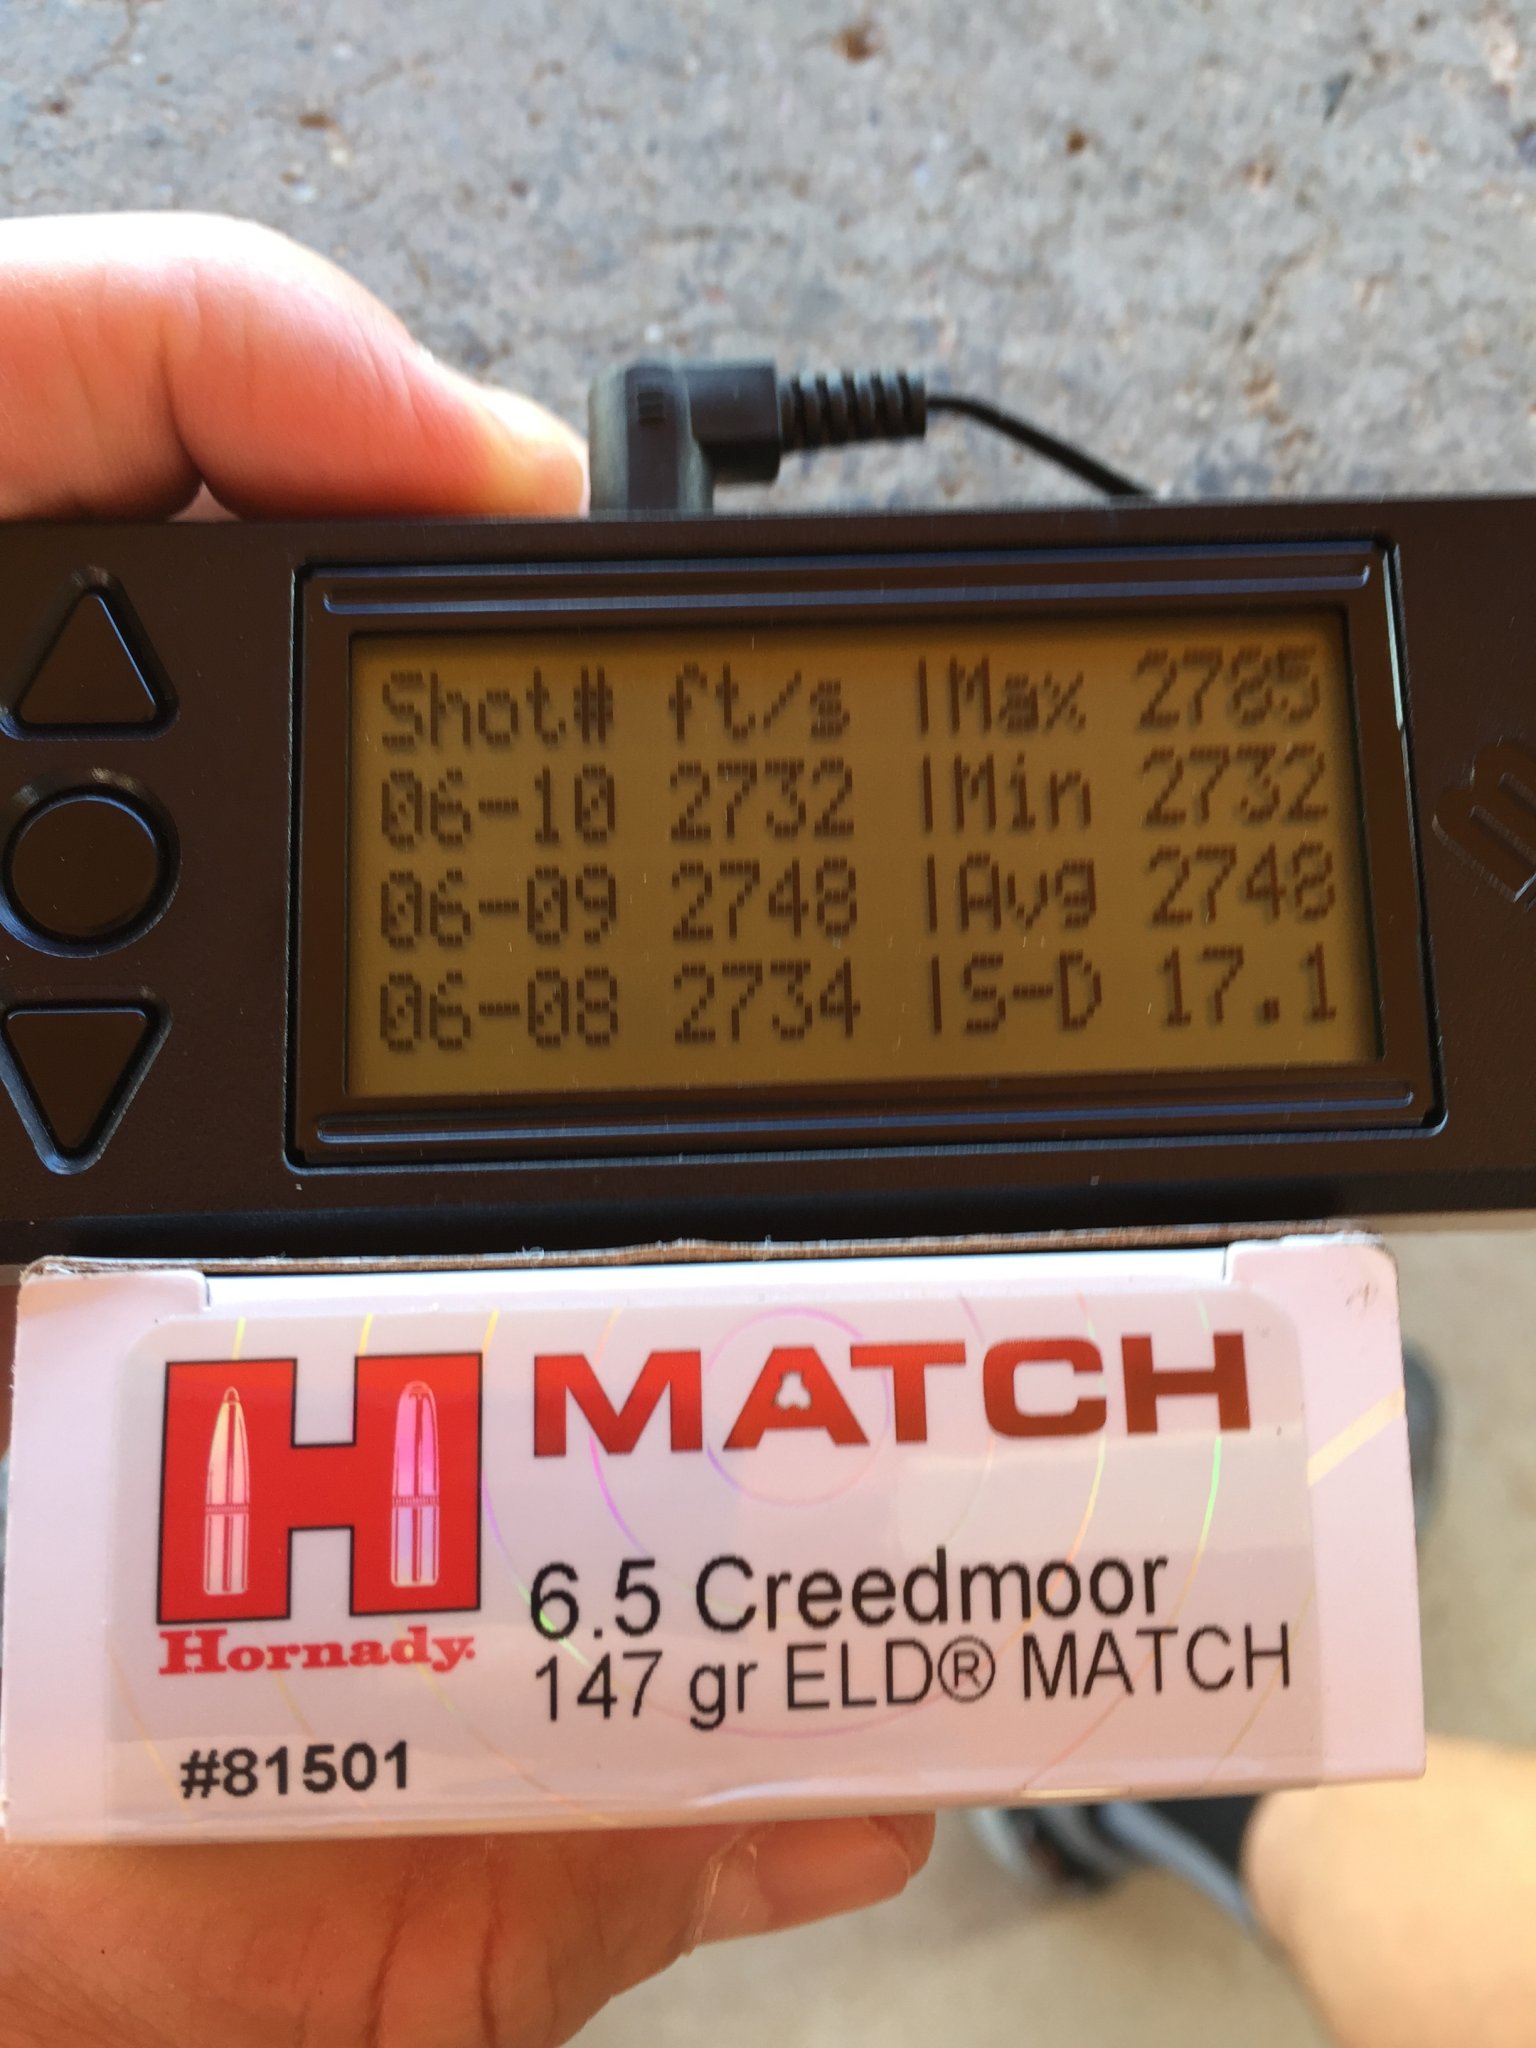 Shot# ft/s |Max 2785
06-10 2732 |Min 2732
06-09 2748 |Avg 2748
06-08 2734 |S-D 17.1
H MATCH
Hornady.
6.5 Creedmoor
147 gr ELD® MATCH
#81501